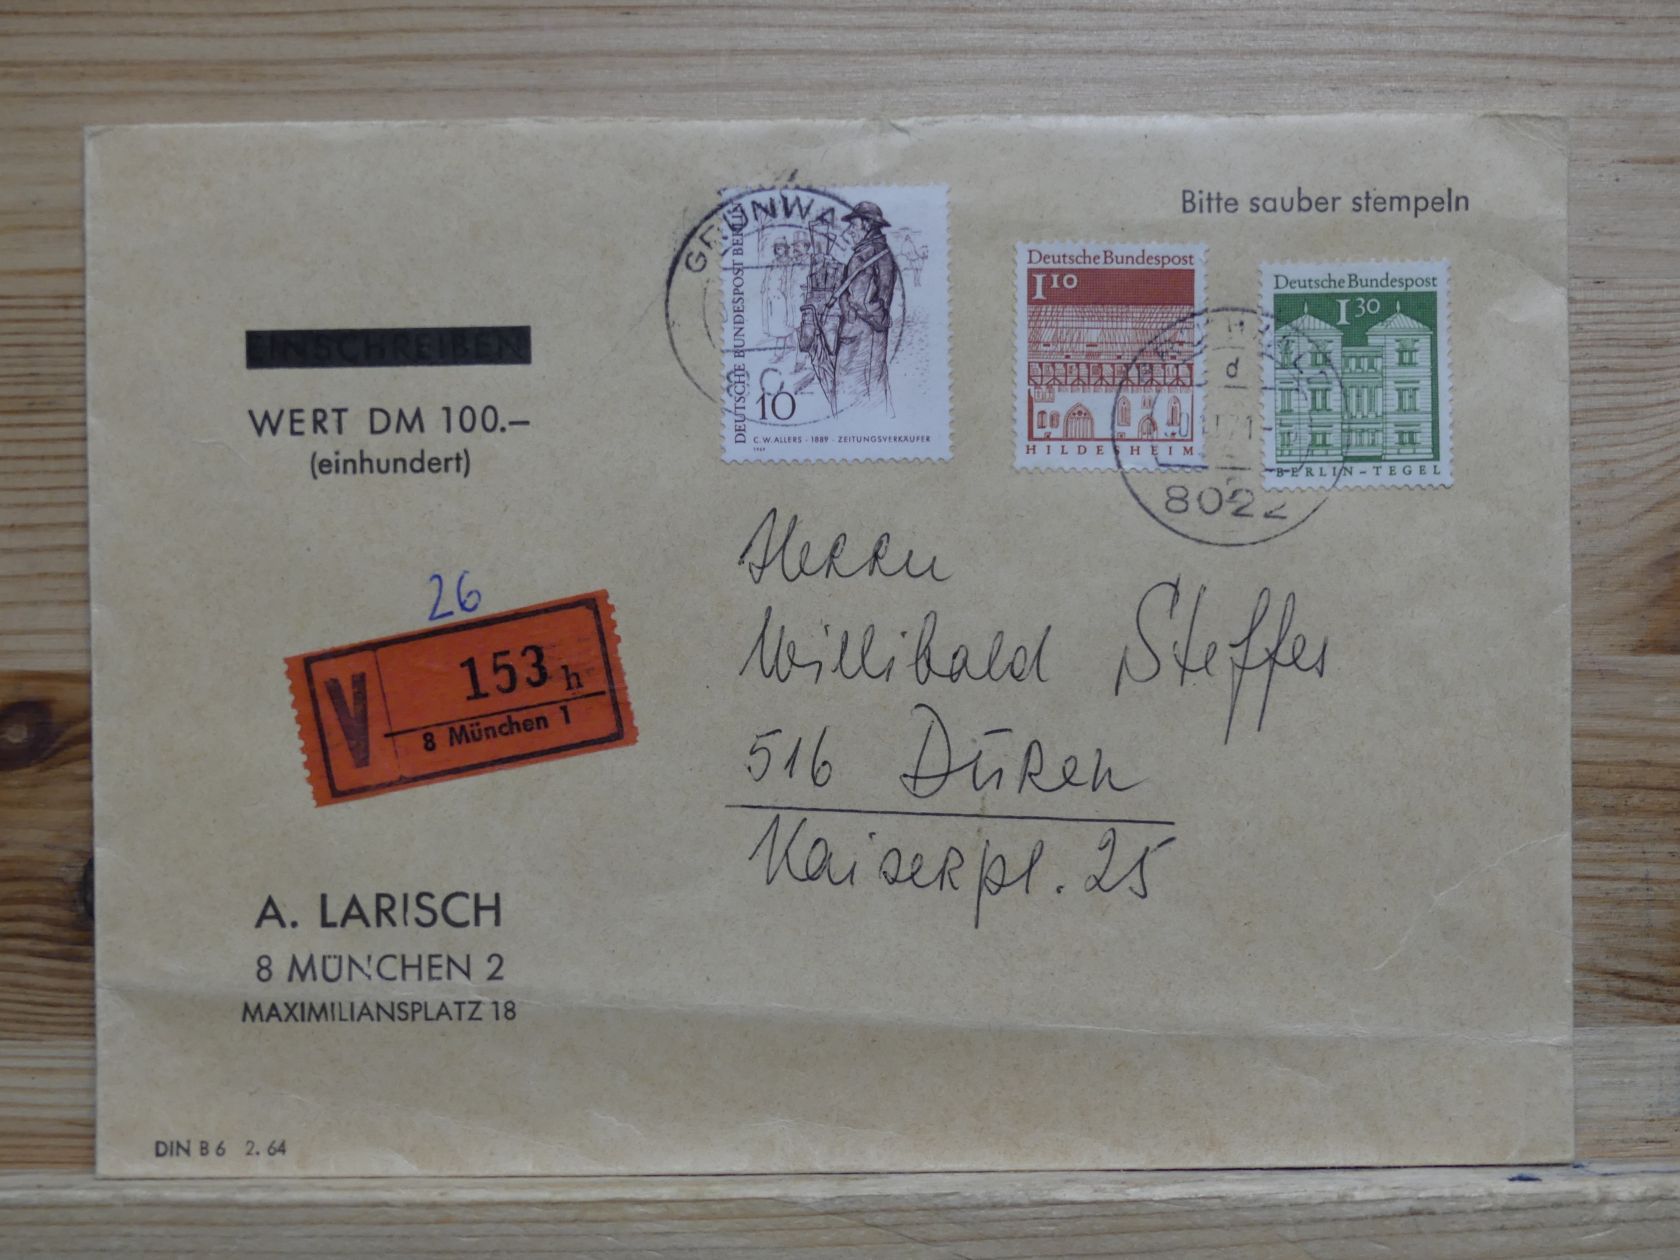 Bitte sauber stempeln
DEUTSCHE BUNDESPOST BERLIN
10
C.W. ALLERS · 1889 · ZEITUNGSVERKÄUFER
1969
Deutsche Bundespost
1 10
HILDESHEIM
Deutsche Bundespost
1 30
BERLIN-TEGEL
d
8022
EINSCHREIBEN
WERT DM 100.–
(einhundert)
26
V
153 h
8 München 1
Herrn
Willibald Steffes
516 Düren
Kaiserpl. 25
A. LARISCH
8 MÜNCHEN 2
MAXIMILIANSPLATZ 18
DIN B 6 2. 64